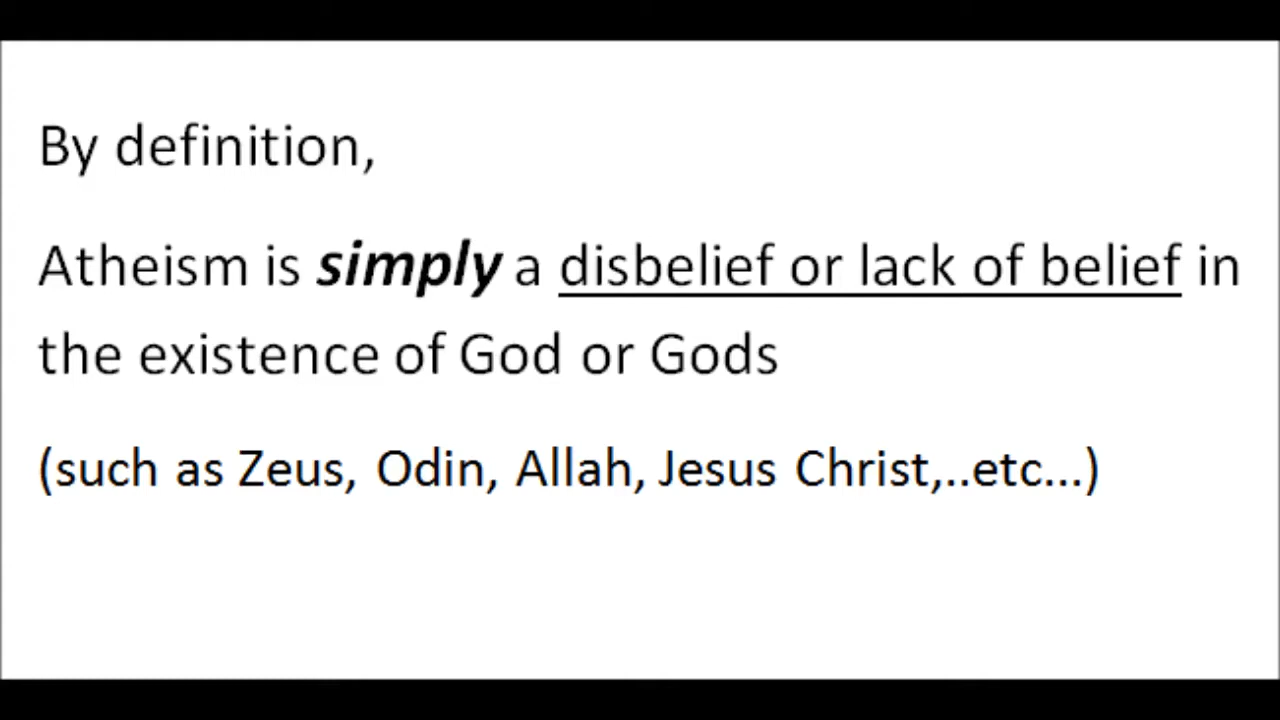 By definition,
Atheism is simply a disbelief or lack of belief in
the existence of God or Gods
(such as Zeus, Odin, Allah, Jesus Christ,..etc...)